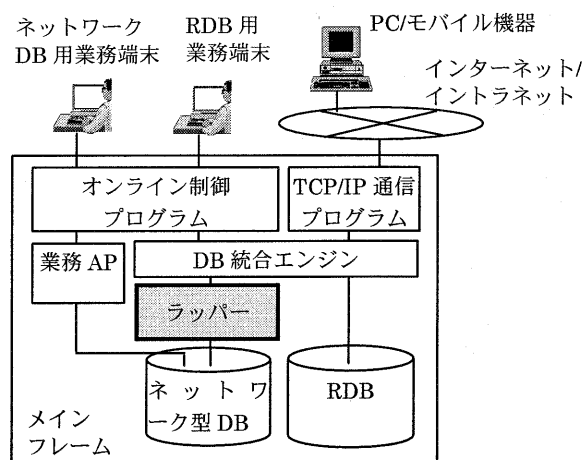 ネットワーク
DB 用業務端末
RDB 用
業務端末
PC/モバイル機器
インターネット/
イントラネット
オンライン制御
プログラム
TCP/IP 通信
プログラム
業務 AP
DB 統合エンジン
ラッパー
ネットワ
ーク型 DB
RDB
メイン
フレーム